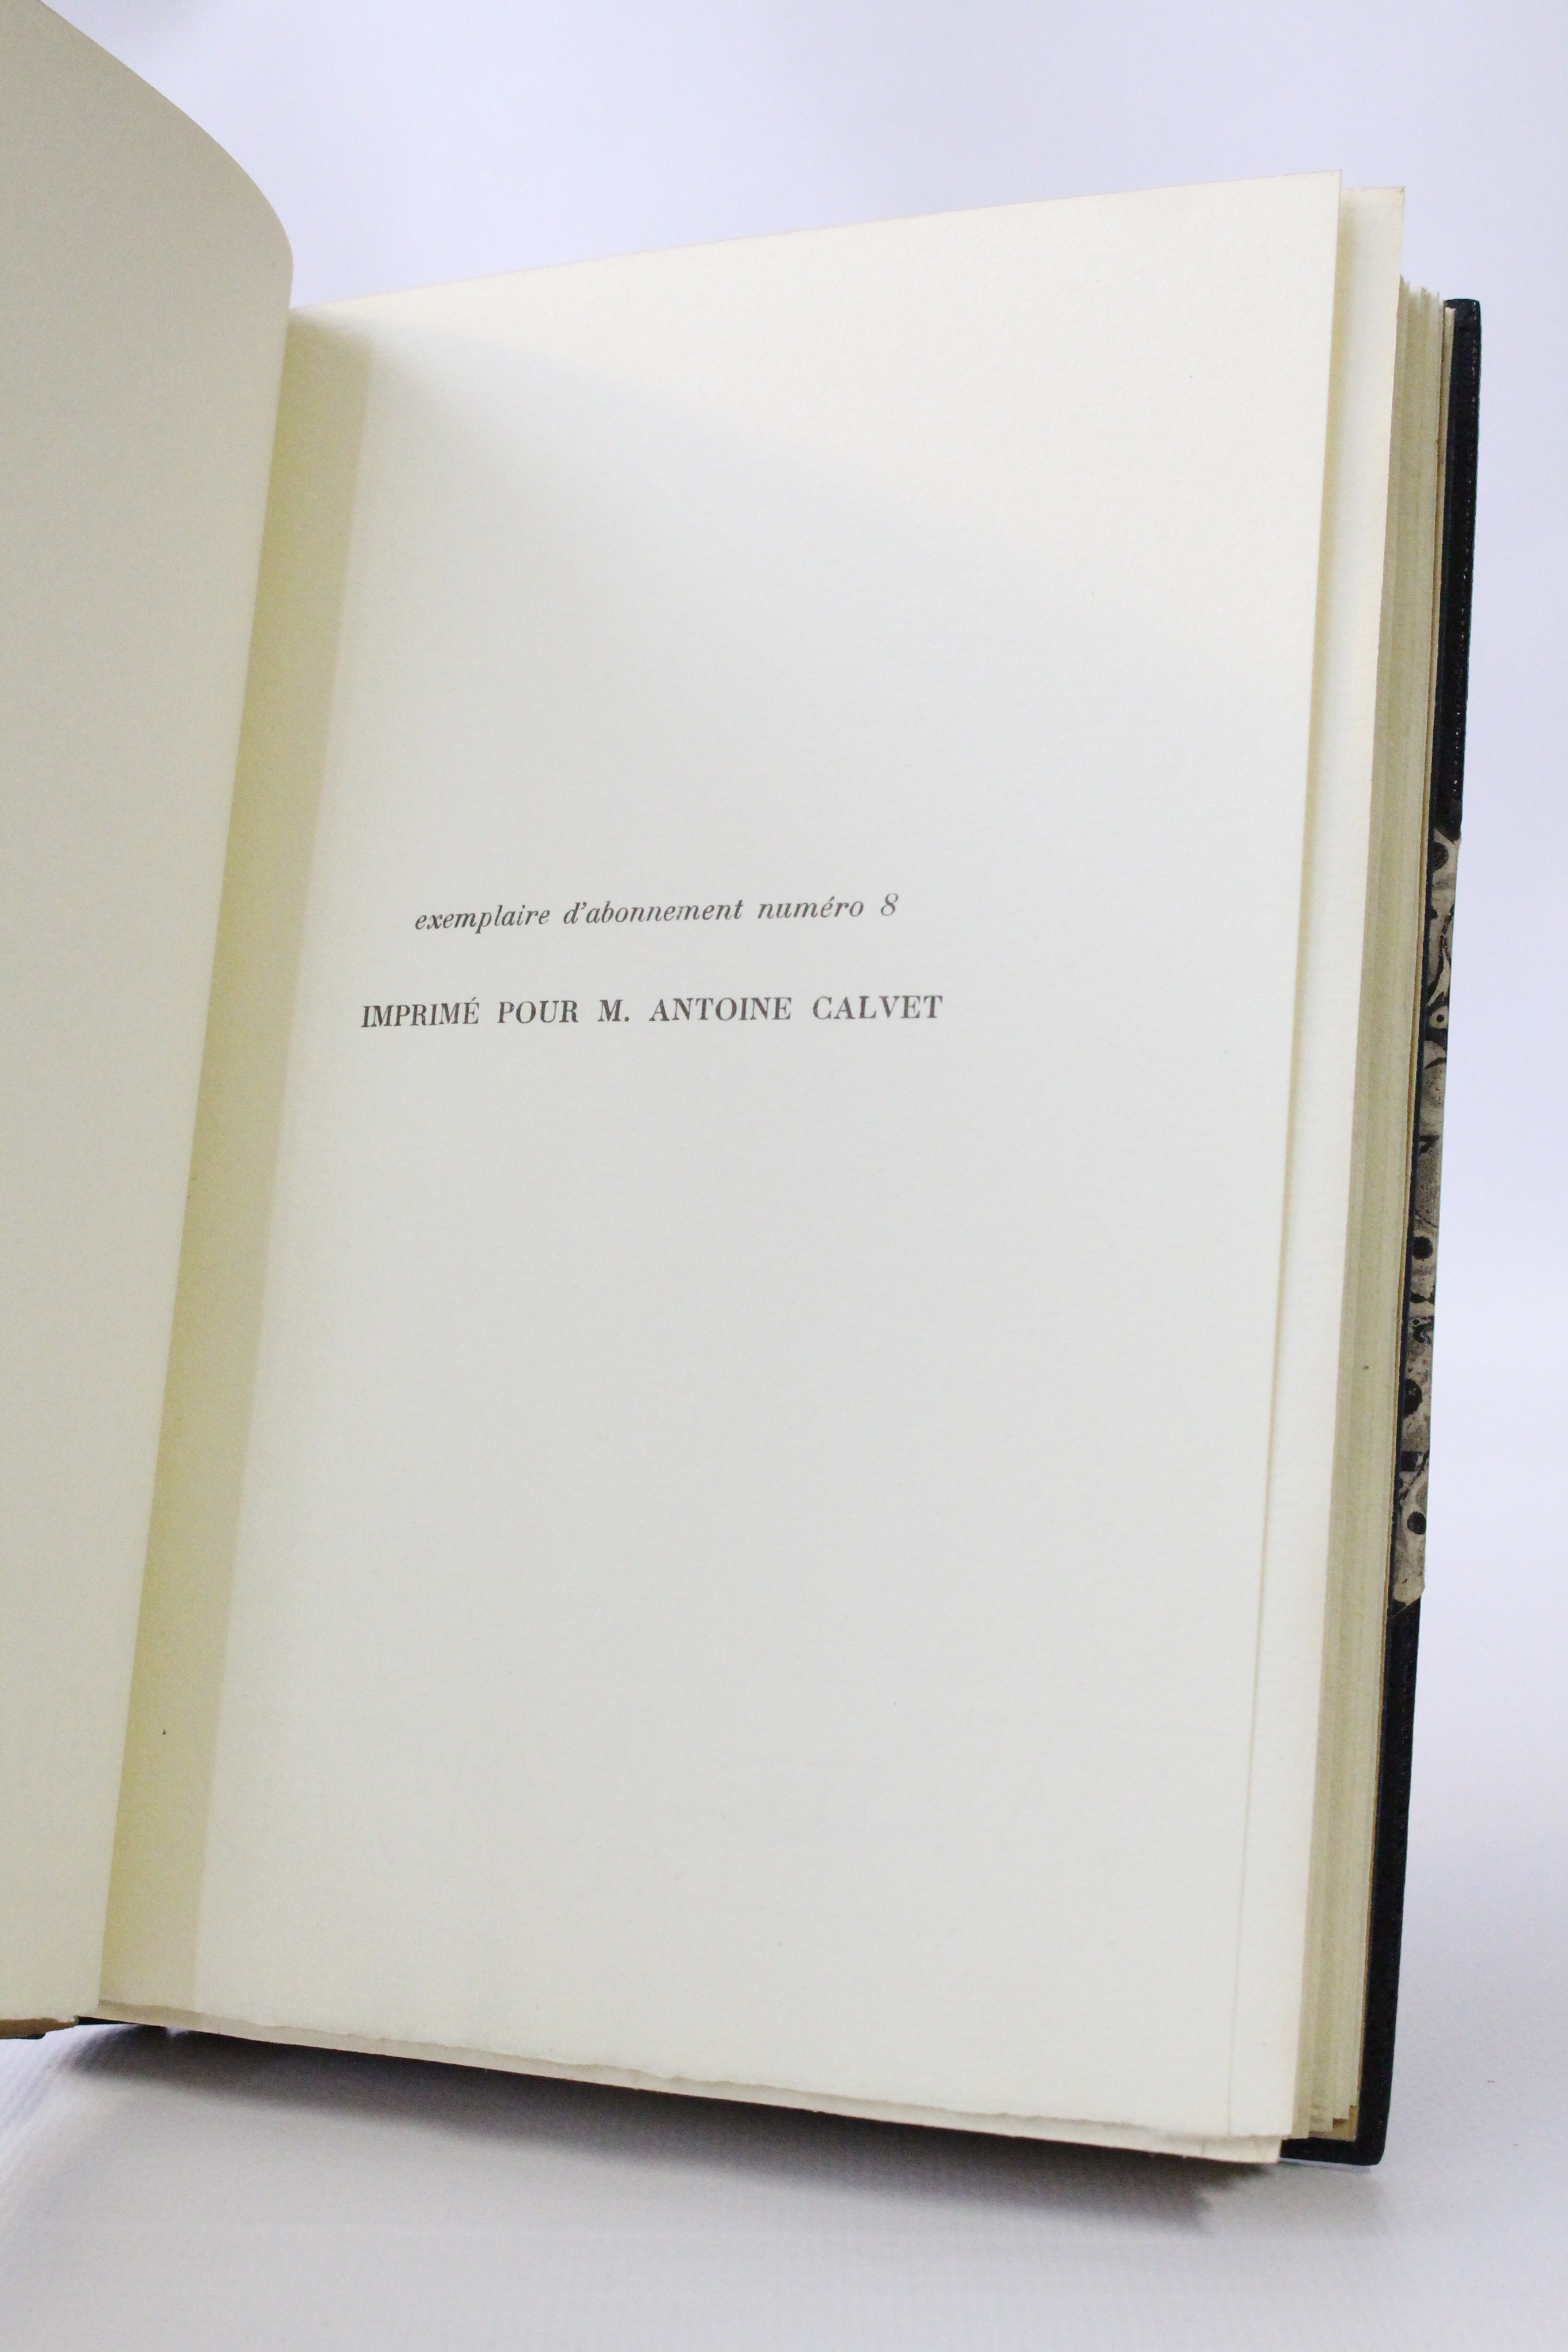 exemplaire d'abonnement numéro 8
IMPRIMÉ POUR M. ANTOINE CALVET